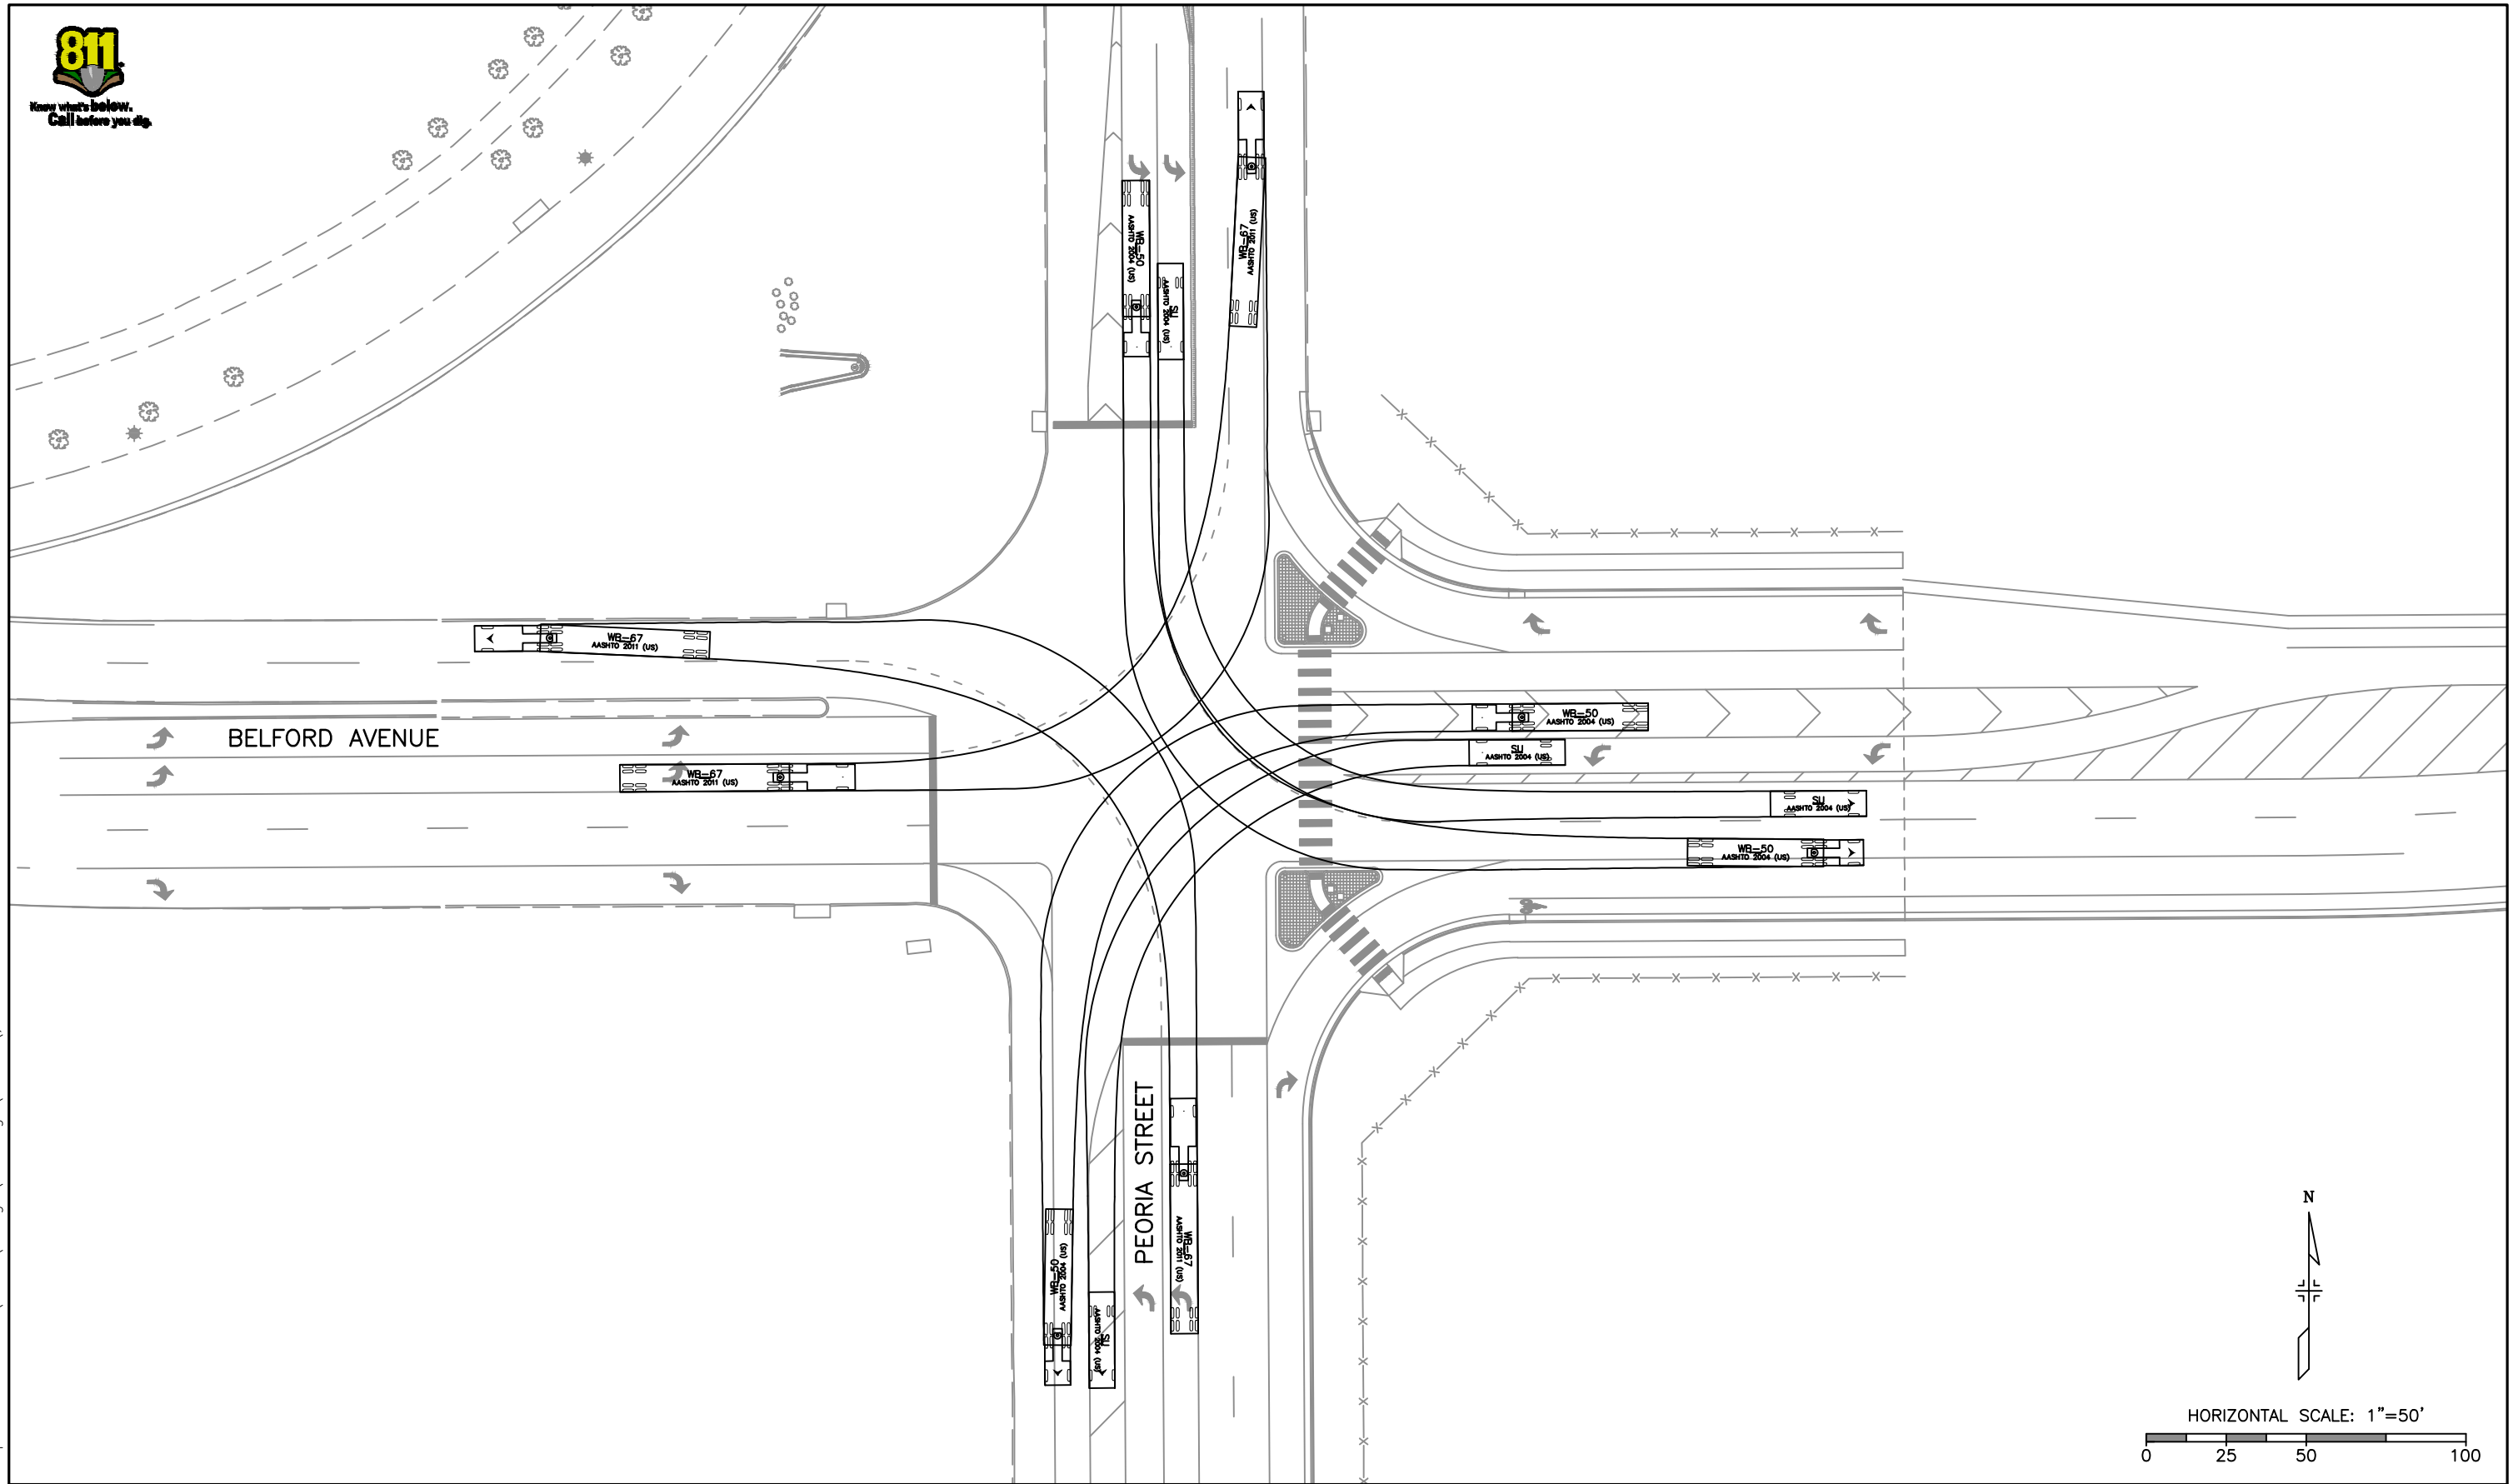 811
Know what's below.
Call before you dig.
WB-50
AASHTO 2004 (US)
SU
AASHTO 2004 (US)
WB-67
AASHTO 2011 (US)
WB-67
AASHTO 2011 (US)
BELFORD AVENUE
WB-67
AASHTO 2011 (US)
WB-50
AASHTO 2004 (US)
SU
AASHTO 2004 (US)
SU
AASHTO 2004 (US)
WB-50
AASHTO 2004 (US)
PEORIA STREET
WB-67
AASHTO 2011 (US)
WB-50
AASHTO 2004 (US)
SU
AASHTO 2004 (US)
N
HORIZONTAL SCALE: 1"=50'
0 25 50 100